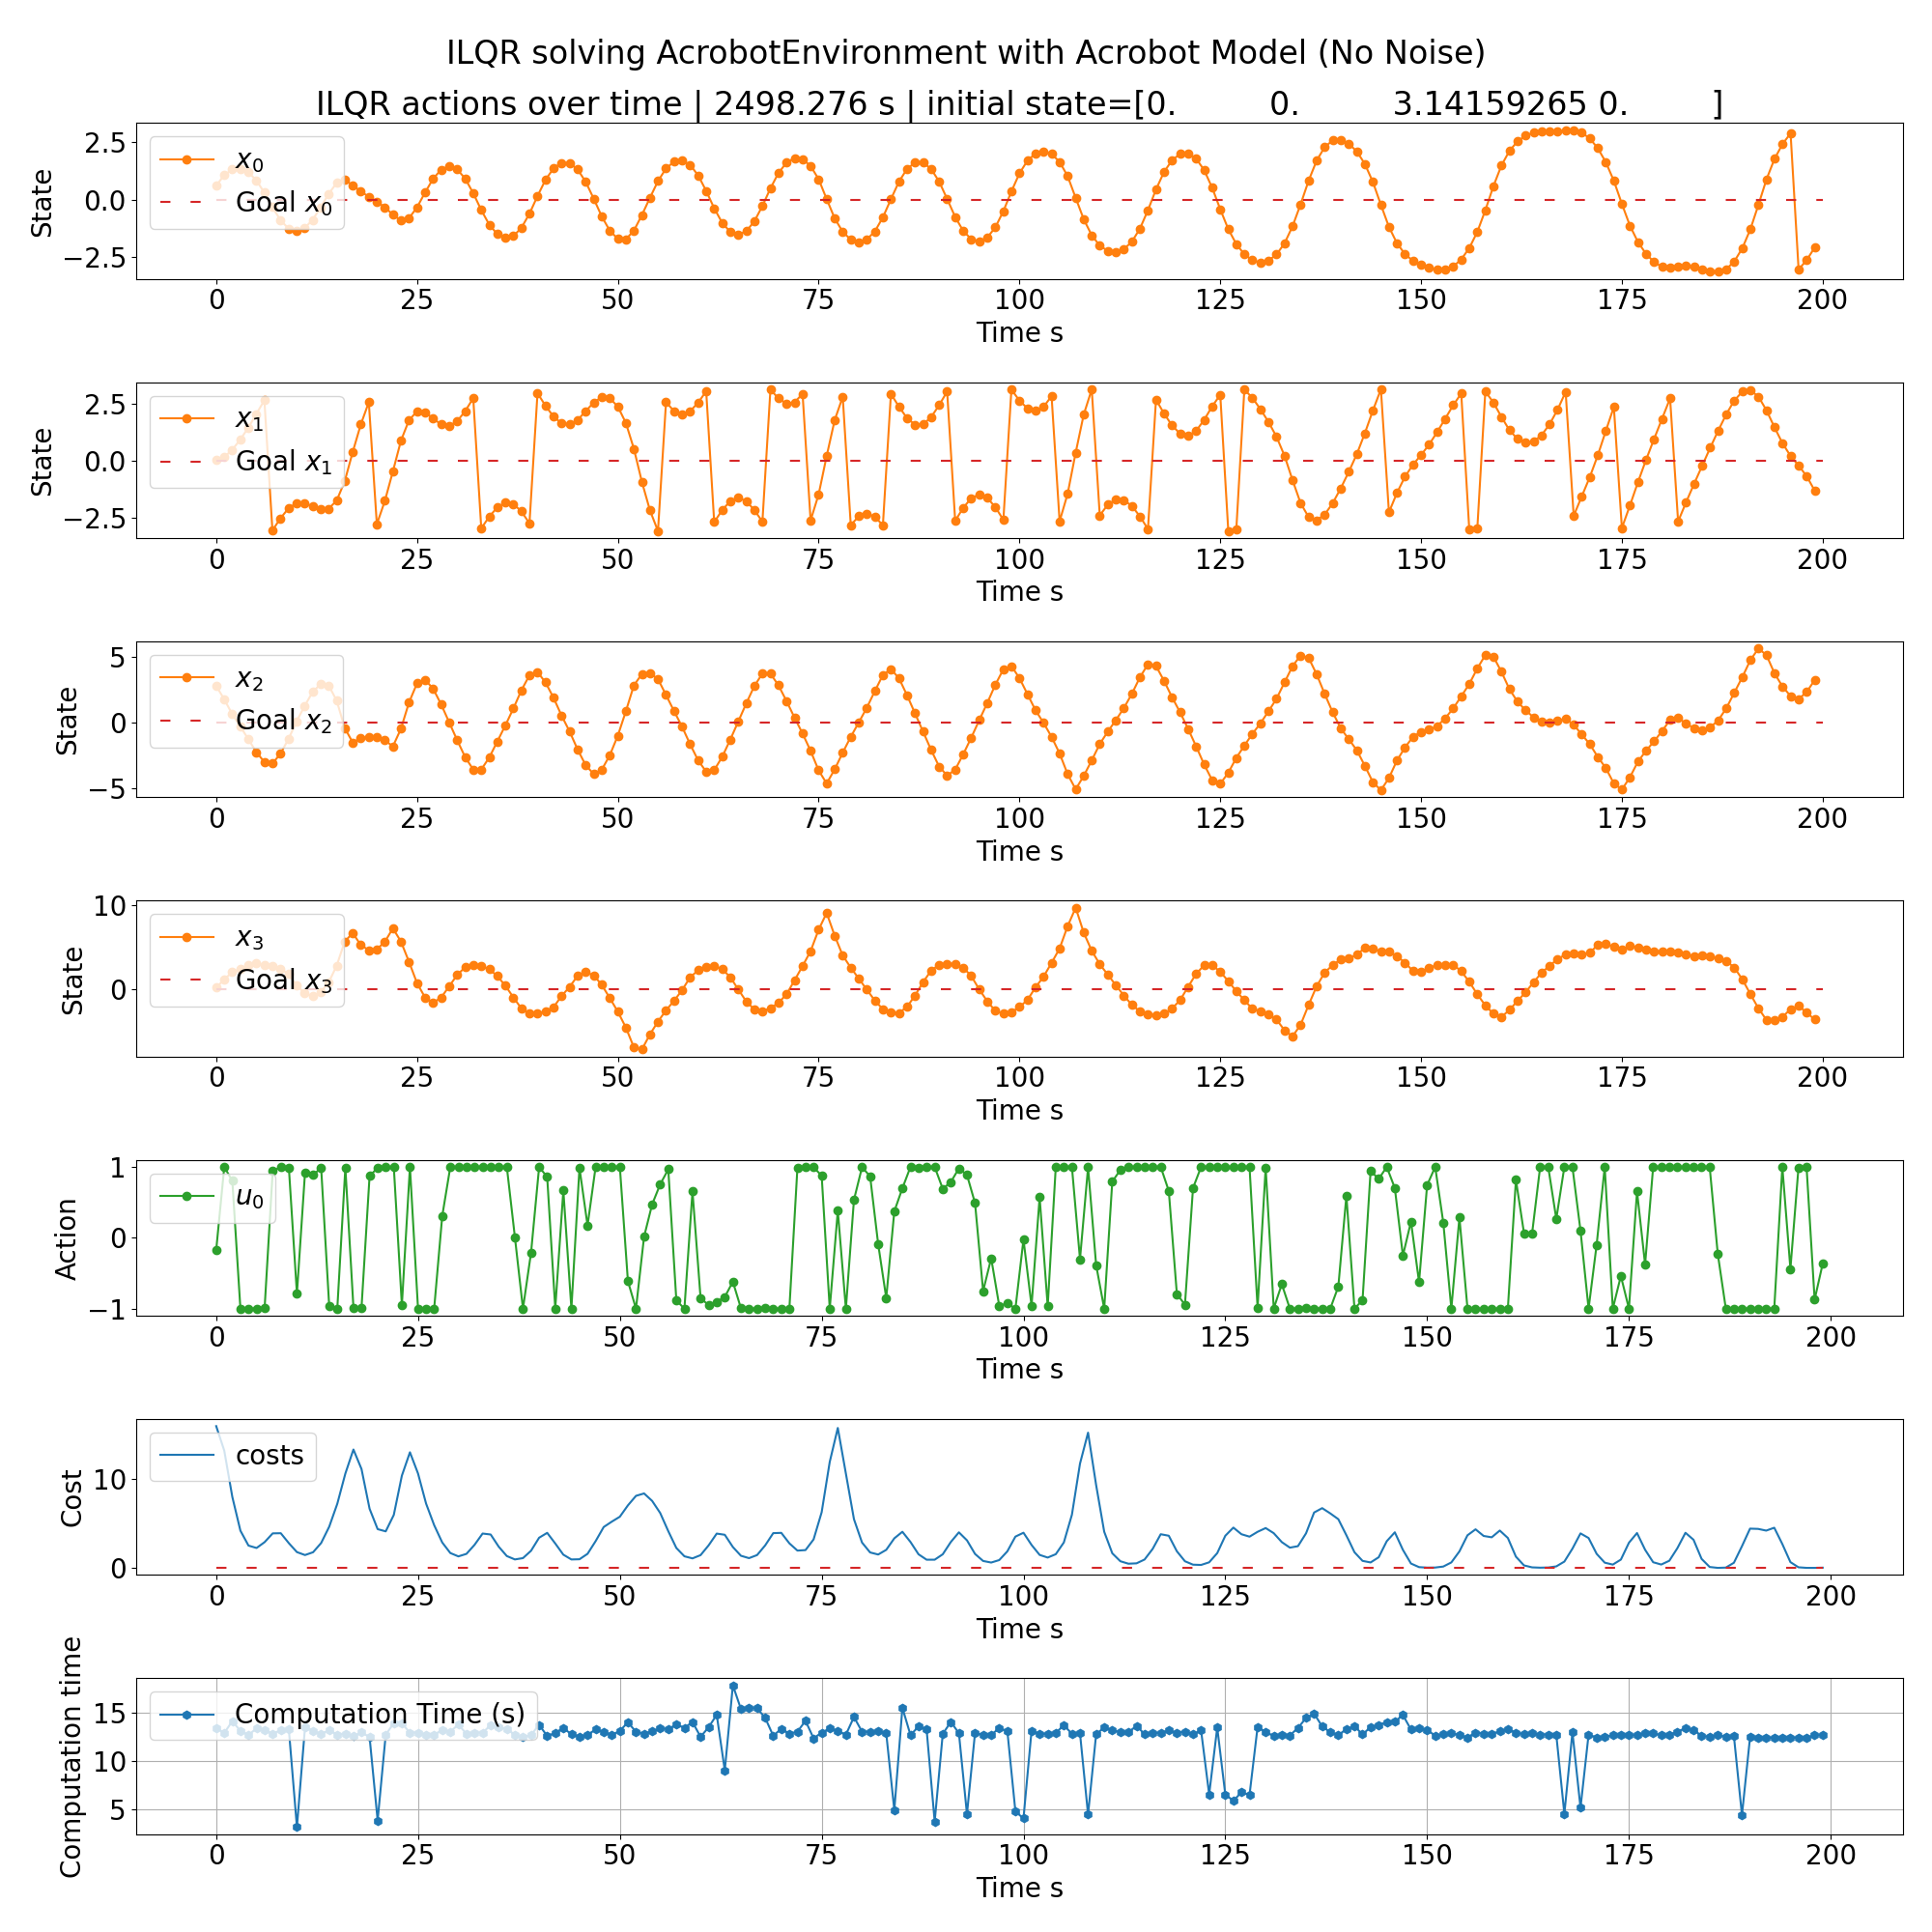 ILQR solving AcrobotEnvironment with Acrobot Model (No Noise)
ILQR actions over time | 2498.276 s | initial state=[0. 0. 3.14159265 0. ]
State
2.5
0.0
−2.5
x0
Goal x0
0 25 50 75 100 125 150 175 200
Time s
State
2.5
0.0
−2.5
x1
Goal x1
0 25 50 75 100 125 150 175 200
Time s
State
5
0
−5
x2
Goal x2
0 25 50 75 100 125 150 175 200
Time s
State
10
0
x3
Goal x3
0 25 50 75 100 125 150 175 200
Time s
Action
1
0
−1
u0
0 25 50 75 100 125 150 175 200
Time s
Cost
10
0
costs
0 25 50 75 100 125 150 175 200
Time s
Computation time
15
10
5
Computation Time (s)
0 25 50 75 100 125 150 175 200
Time s